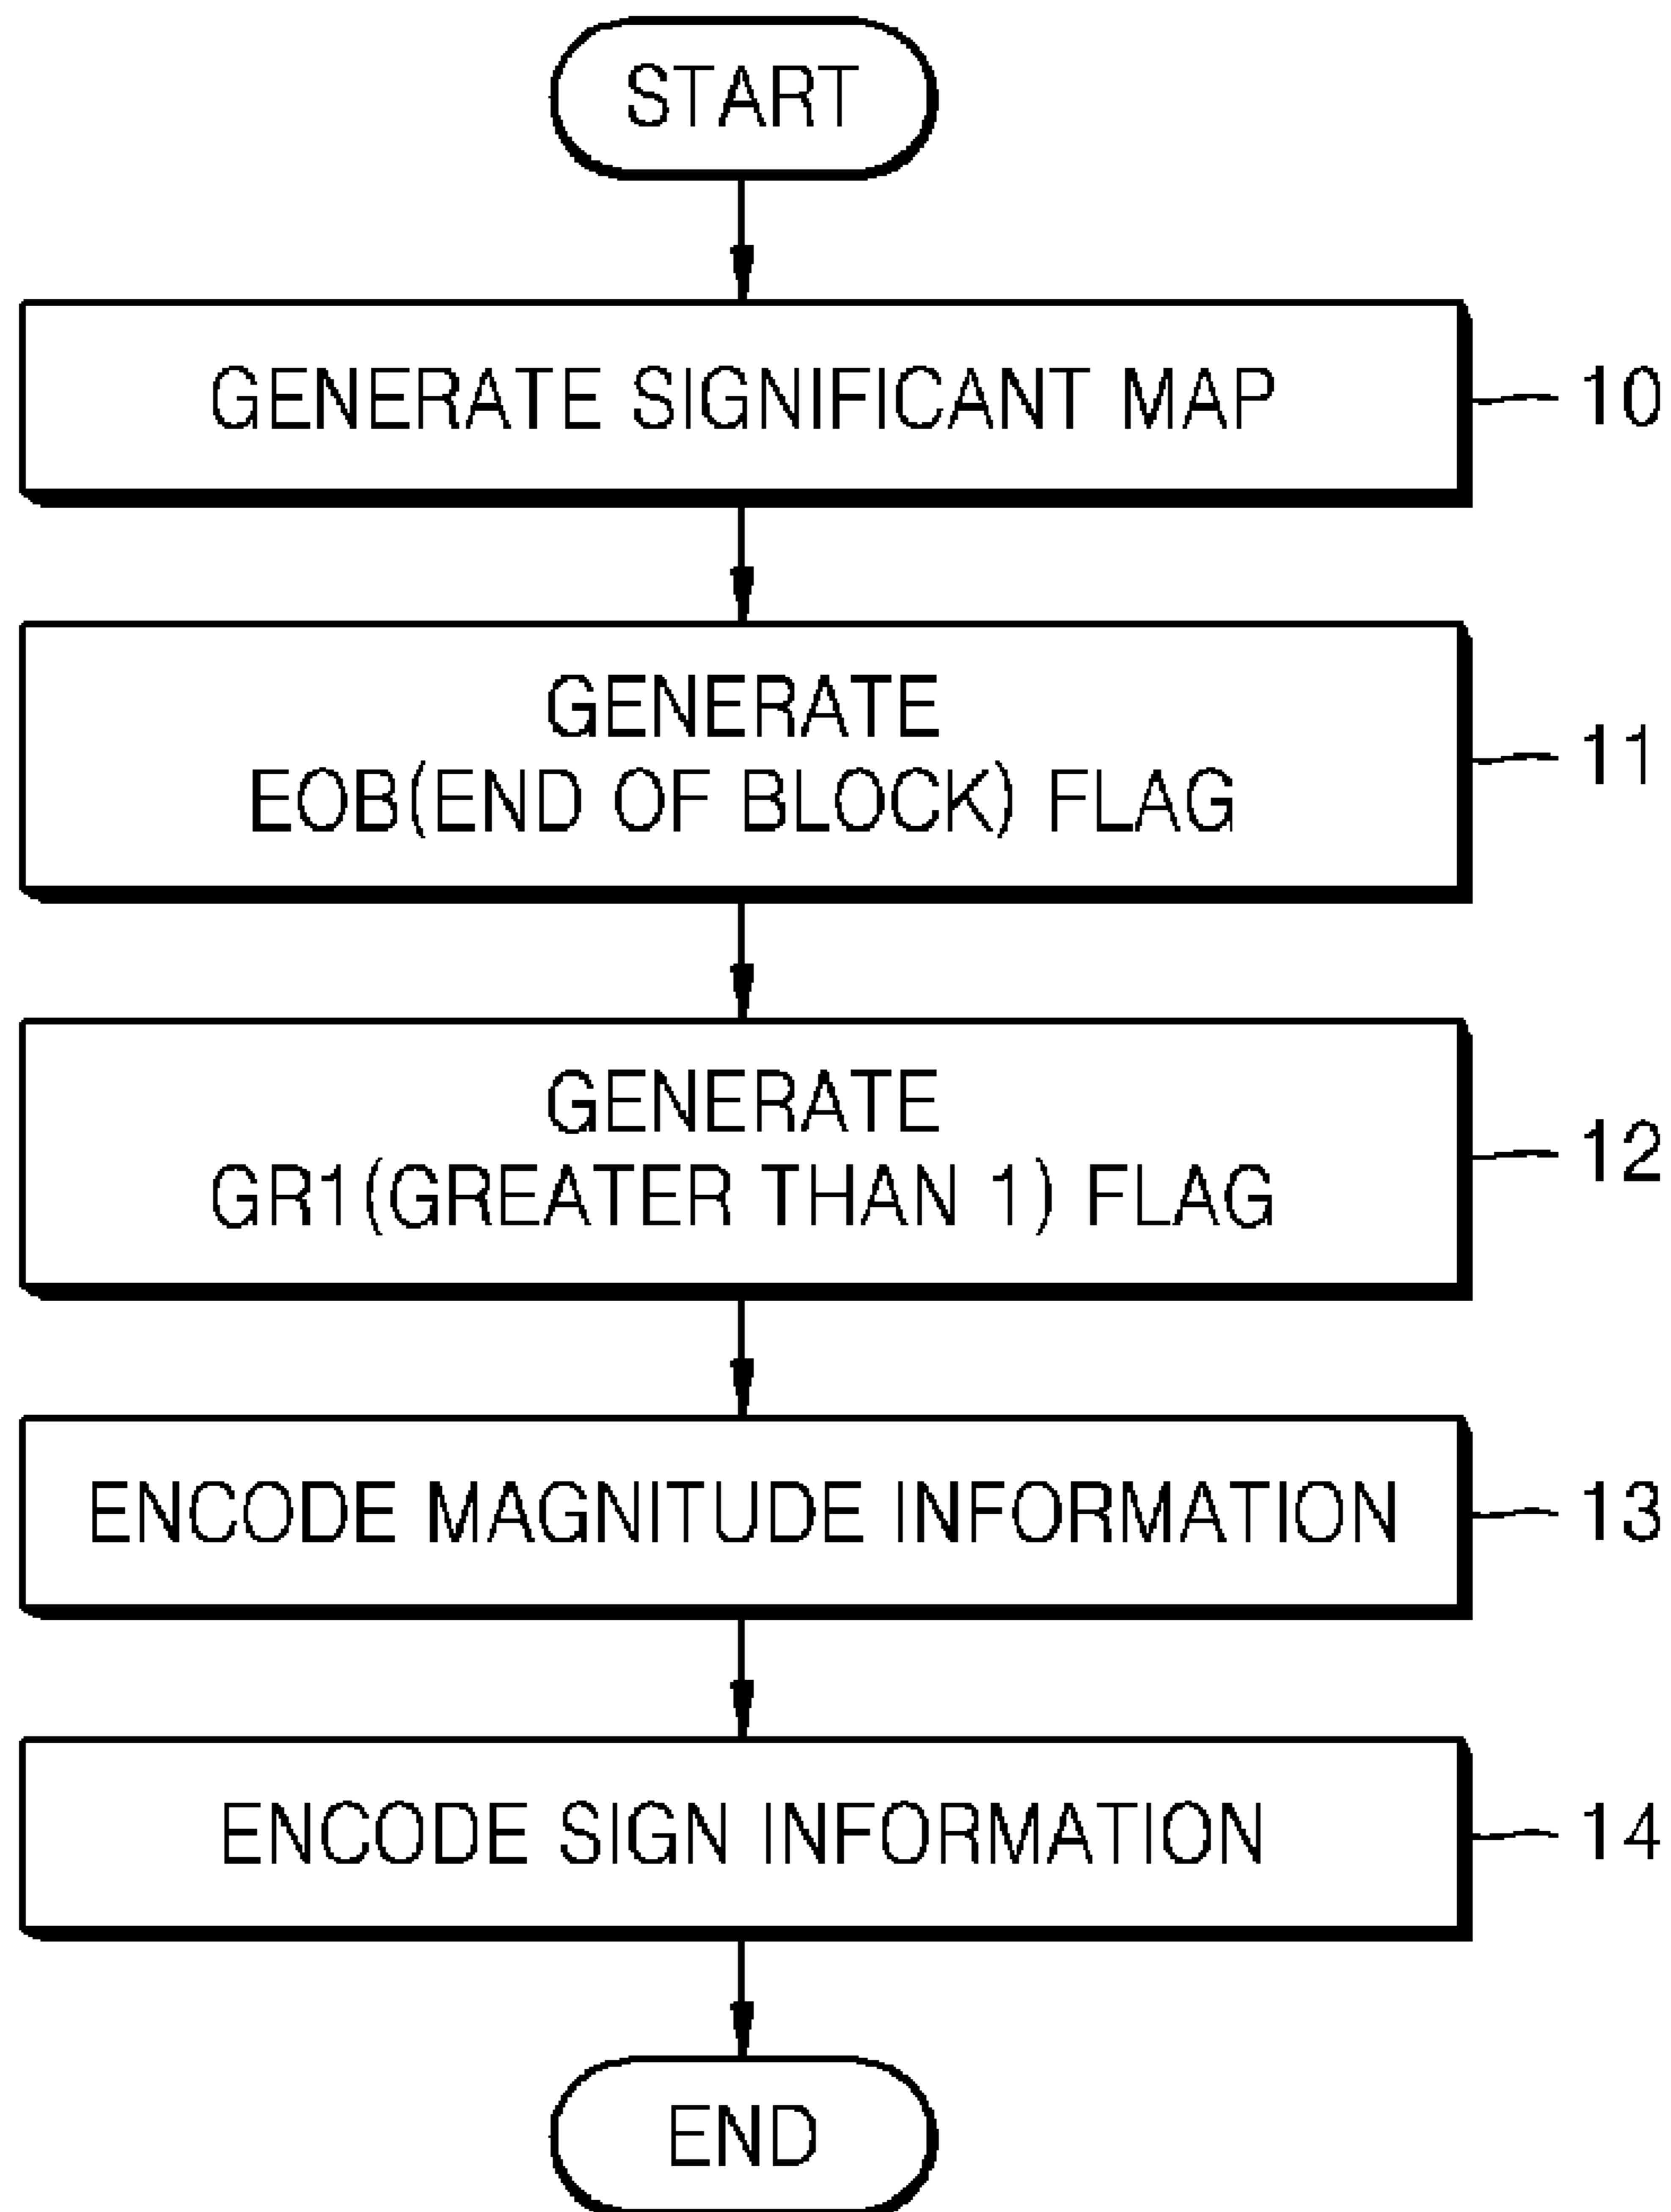 START
GENERATE SIGNIFICANT MAP
10
GENERATE
EOB(END OF BLOCK) FLAG
11
GENERATE
GR1(GREATER THAN 1) FLAG
12
ENCODE MAGNITUDE INFORMATION
13
ENCODE SIGN INFORMATION
14
END